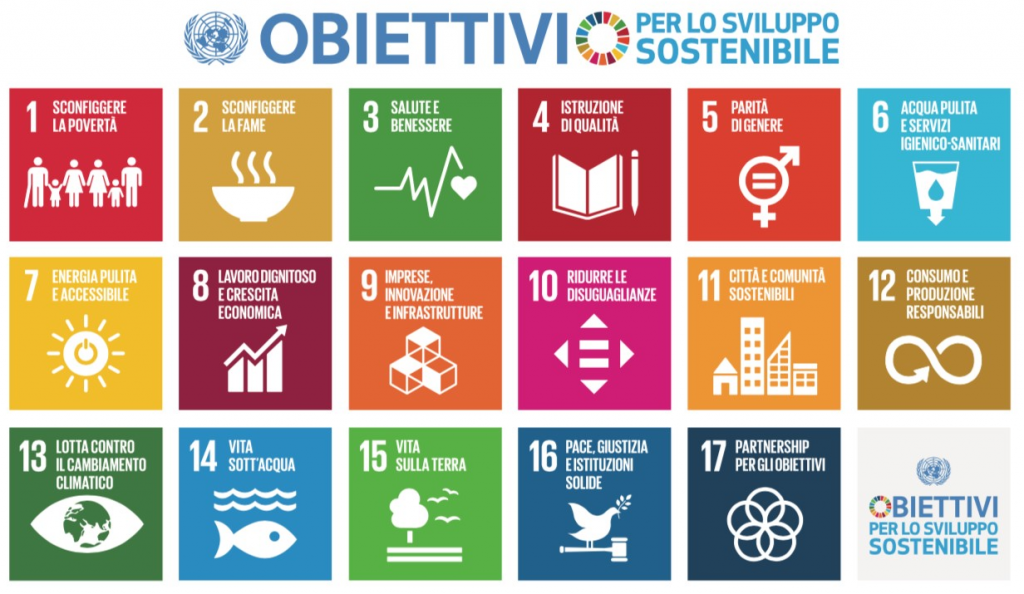 OBIETTIVI PER LO SVILUPPO
SOSTENIBILE
1 SCONFIGGERE
LA POVERTÀ
2 SCONFIGGERE
LA FAME
3 SALUTE E
BENESSERE
4 ISTRUZIONE
DI QUALITÀ
5 PARITÀ
DI GENERE
6 ACQUA PULITA
E SERVIZI
IGIENICO-SANITARI
7 ENERGIA PULITA
E ACCESSIBILE
8 LAVORO DIGNITOSO
E CRESCITA
ECONOMICA
9 IMPRESE,
INNOVAZIONE
E INFRASTRUTTURE
10 RIDURRE LE
DISUGUAGLIANZE
11 CITTÀ E COMUNITÀ
SOSTENIBILI
12 CONSUMO E
PRODUZIONE
RESPONSABILI
13 LOTTA CONTRO
IL CAMBIAMENTO
CLIMATICO
14 VITA
SOTT'ACQUA
15 VITA
SULLA TERRA
16 PACE, GIUSTIZIA
E ISTITUZIONI
SOLIDE
17 PARTNERSHIP
PER GLI OBIETTIVI
OBIETTIVI
PER LO SVILUPPO
SOSTENIBILE